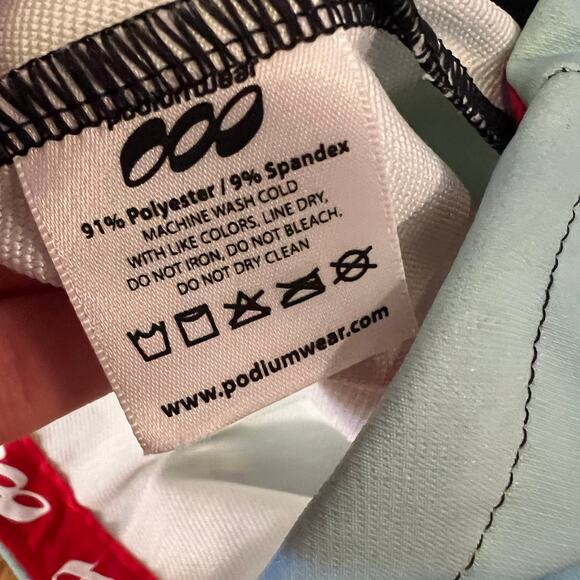 podiumwear
91% Polyester / 9% Spandex
MACHINE WASH COLD
WITH LIKE COLORS. LINE DRY,
DO NOT IRON, DO NOT BLEACH.
DO NOT DRY CLEAN
www.podiumwear.com